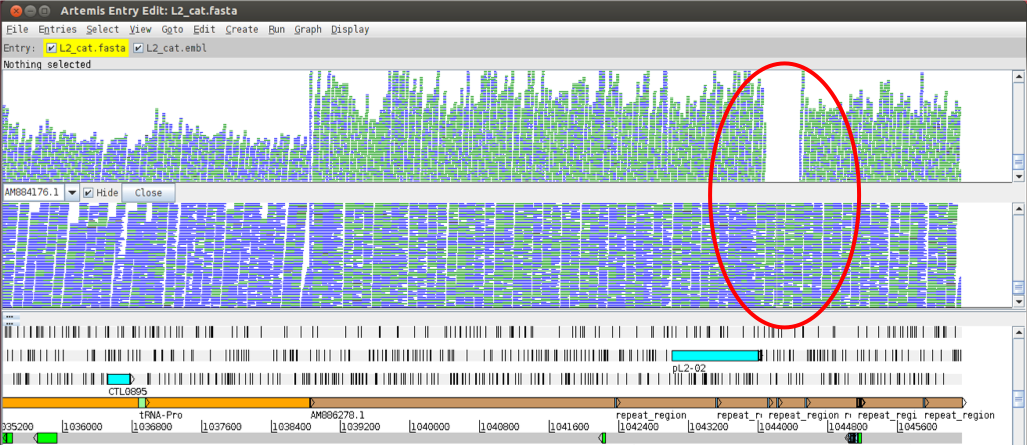 Artemis Entry Edit: L2_cat.fasta
File Entries Select View Goto Edit Create Run Graph Display
Entry: L2_cat.fasta L2_cat.embl
Nothing selected
AM884176.1 Hide Close
pL2-02
CTL0895
tRNA-Pro AM886278.1 repeat_region repeat_r repeat_region r repeat_regi repeat_region
035200 1036000 1036800 1037600 1038400 1039200 1040000 1040800 1041600 1042400 1043200 1044000 1044800 1045600